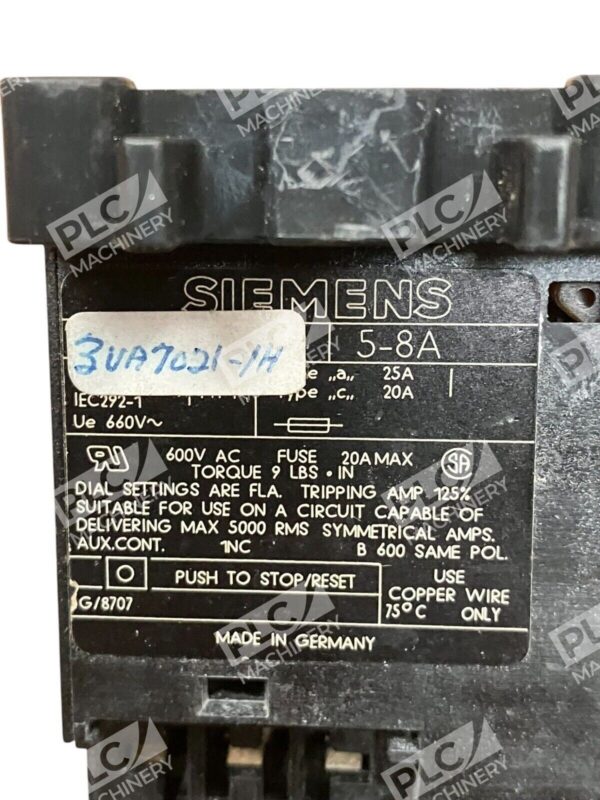 SIEMENS
3UA7021-1H
5-8A
"a" 25A
IEC292-1
ype "c" 20A
Ue 660V~
600V AC FUSE 20A MAX
TORQUE 9 LBS · IN
DIAL SETTINGS ARE FLA. TRIPPING AMP 125%
SUITABLE FOR USE ON A CIRCUIT CAPABLE OF
DELIVERING MAX 5000 RMS SYMMETRICAL AMPS.
AUX.CONT. 1NC B 600 SAME POL.
PUSH TO STOP/RESET
USE
COPPER WIRE
75°C ONLY
G/8707
MADE IN GERMANY
PLC MACHINERY